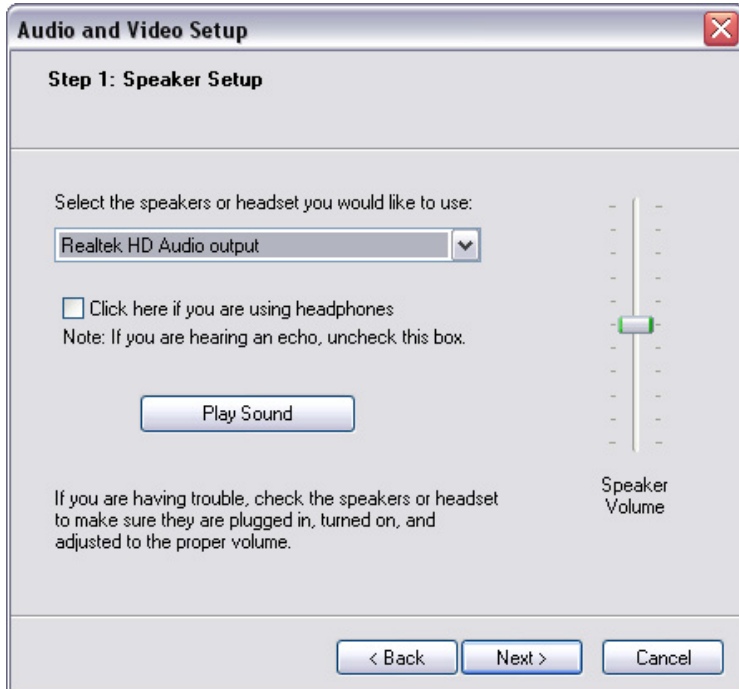 Audio and Video Setup
Step 1: Speaker Setup
Select the speakers or headset you would like to use:
Realtek HD Audio output
Click here if you are using headphones
Note: If you are hearing an echo, uncheck this box.
Play Sound
If you are having trouble, check the speakers or headset
to make sure they are plugged in, turned on, and
adjusted to the proper volume.
Speaker
Volume
< Back
Next >
Cancel